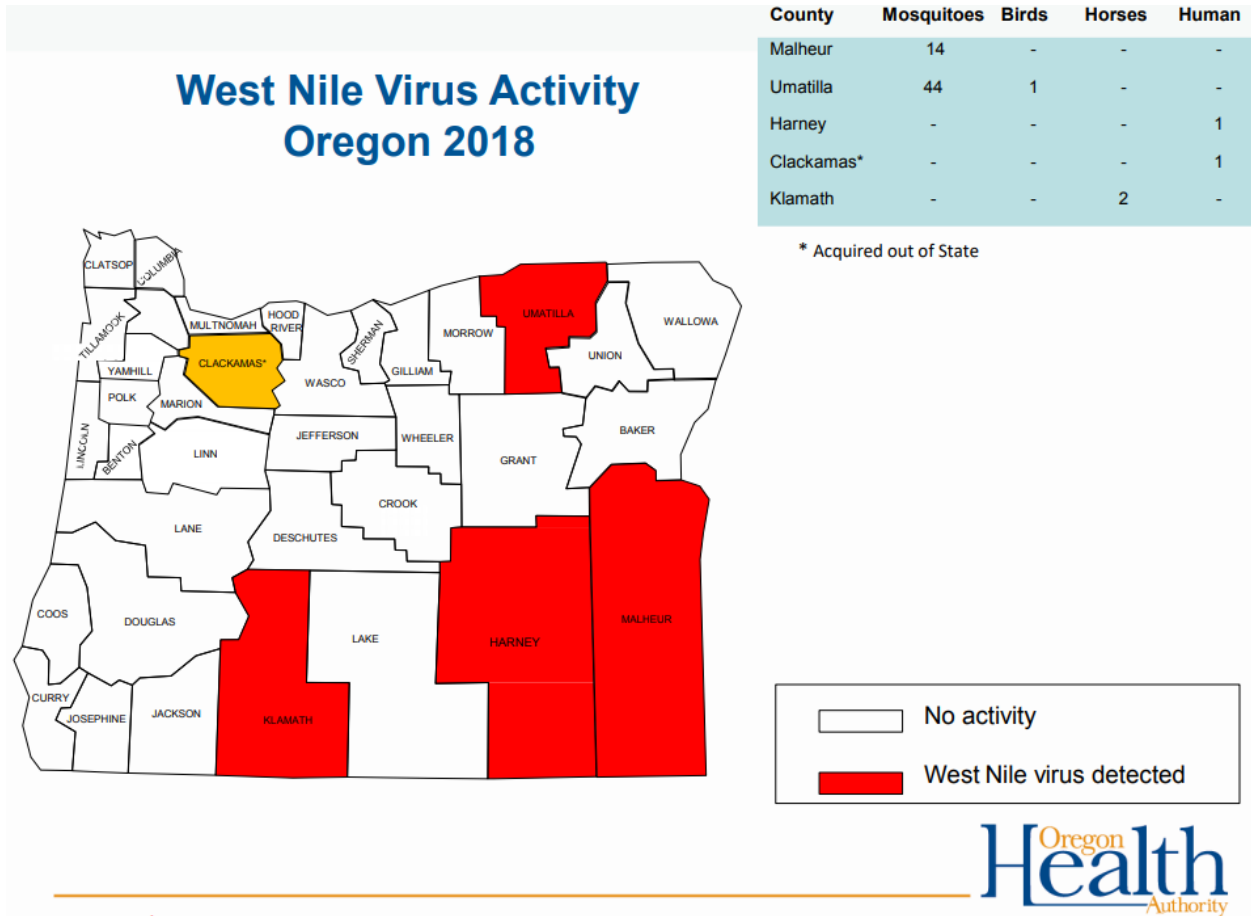 West Nile Virus Activity
Oregon 2018
County Mosquitoes Birds Horses Human
Malheur 14 - - -
Umatilla 44 1 - -
Harney - - - 1
Clackamas* - - - 1
Klamath - - 2 -
* Acquired out of State
CLATSOP
COLUMBIA
TILLAMOOK
MULTNOMAH
HOOD
RIVER
SHERMAN
MORROW
UMATILLA
WALLOWA
UNION
YAMHILL
CLACKAMAS*
WASCO
GILLIAM
POLK
MARION
LINCOLN
BENTON
LINN
JEFFERSON
WHEELER
GRANT
BAKER
LANE
CROOK
DESCHUTES
COOS
DOUGLAS
LAKE
HARNEY
MALHEUR
CURRY
JOSEPHINE
JACKSON
KLAMATH
No activity
West Nile virus detected
Oregon
Health
Authority